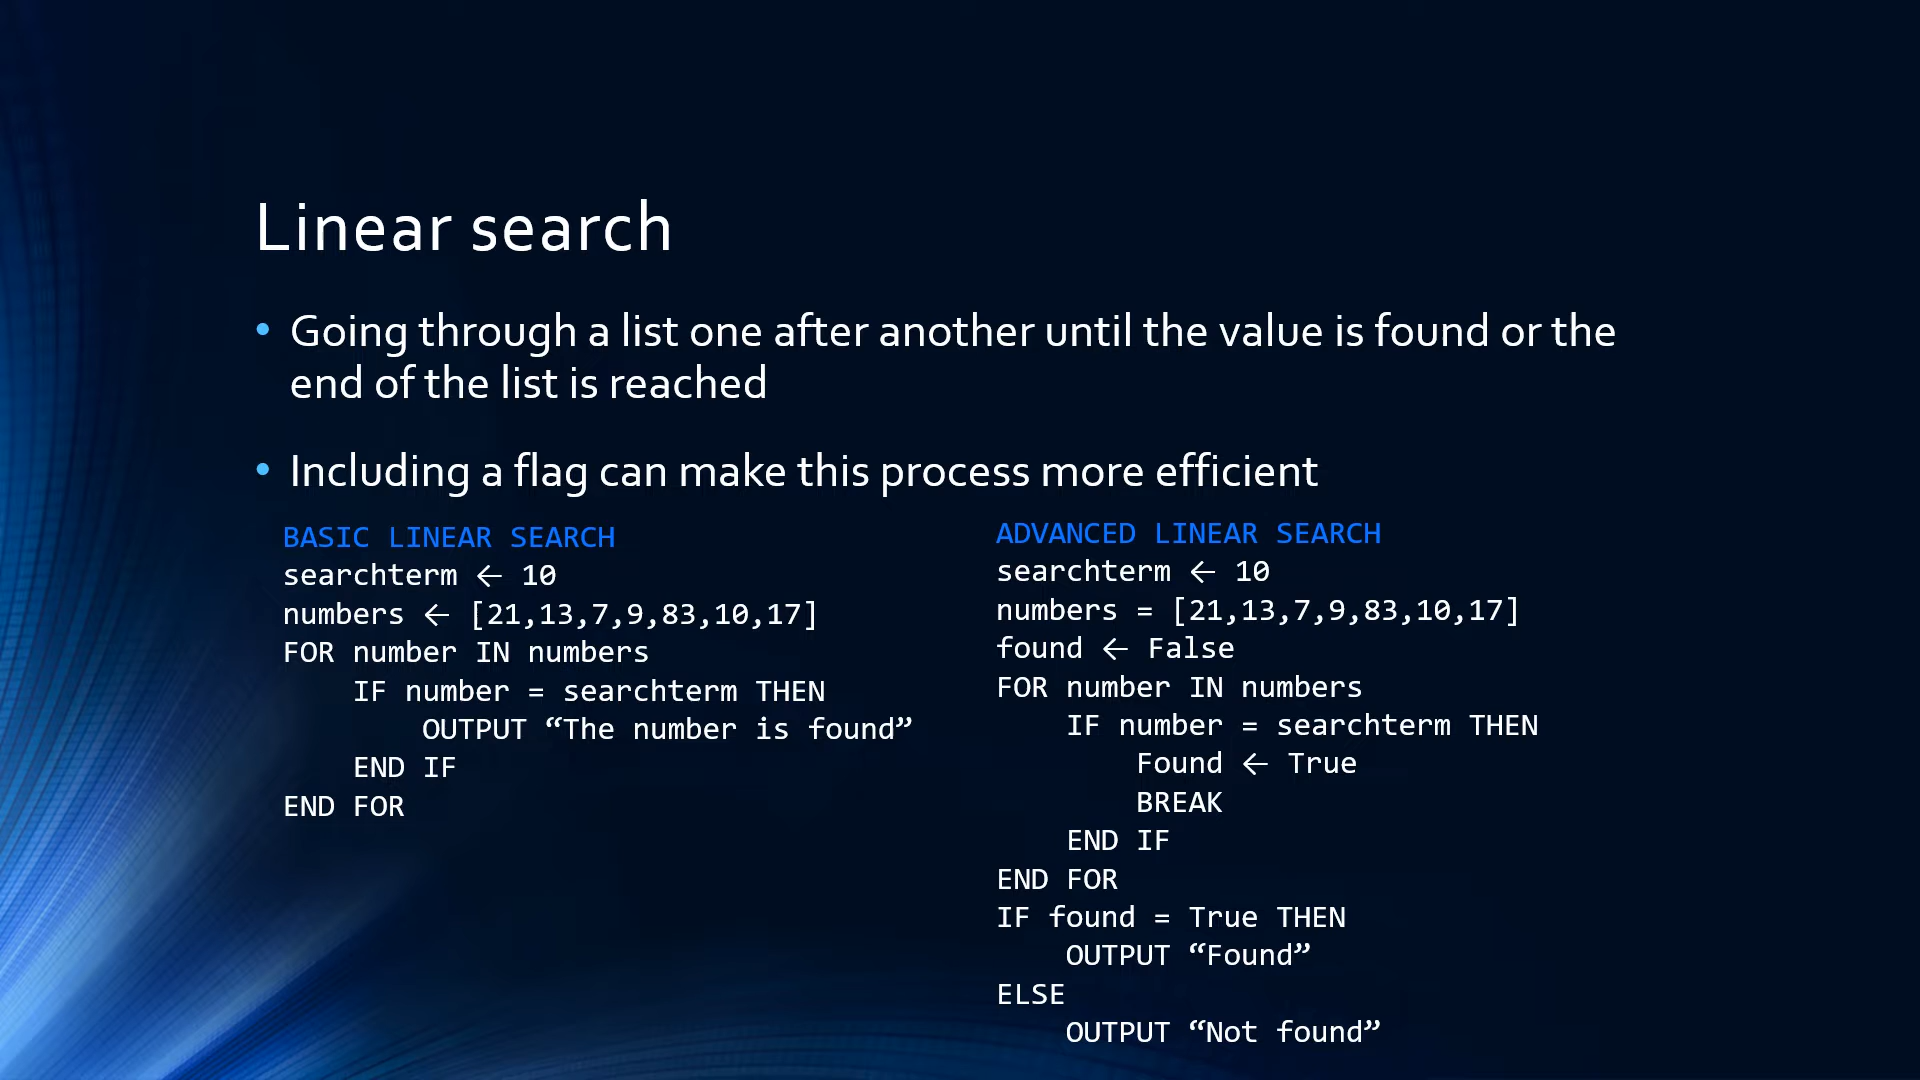 Linear search
• Going through a list one after another until the value is found or the
end of the list is reached
• Including a flag can make this process more efficient
BASIC LINEAR SEARCH
searchterm ← 10
numbers ← [21,13,7,9,83,10,17]
FOR number IN numbers
    IF number = searchterm THEN
        OUTPUT “The number is found”
    END IF
END FOR
ADVANCED LINEAR SEARCH
searchterm ← 10
numbers = [21,13,7,9,83,10,17]
found ← False
FOR number IN numbers
    IF number = searchterm THEN
        Found ← True
        BREAK
    END IF
END FOR
IF found = True THEN
    OUTPUT “Found”
ELSE
    OUTPUT “Not found”